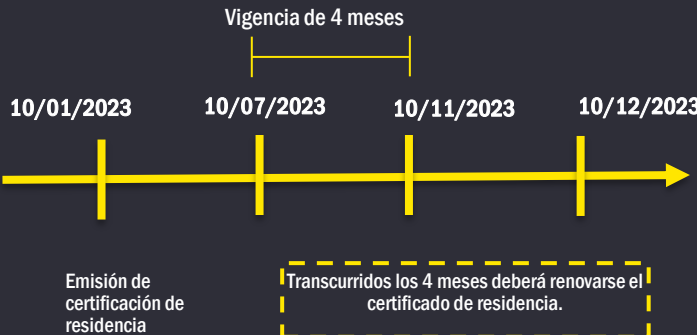 Vigencia de 4 meses
10/01/2023
10/07/2023
10/11/2023
10/12/2023
Emisión de
certificación de
residencia
Transcurridos los 4 meses deberá renovarse el
certificado de residencia.